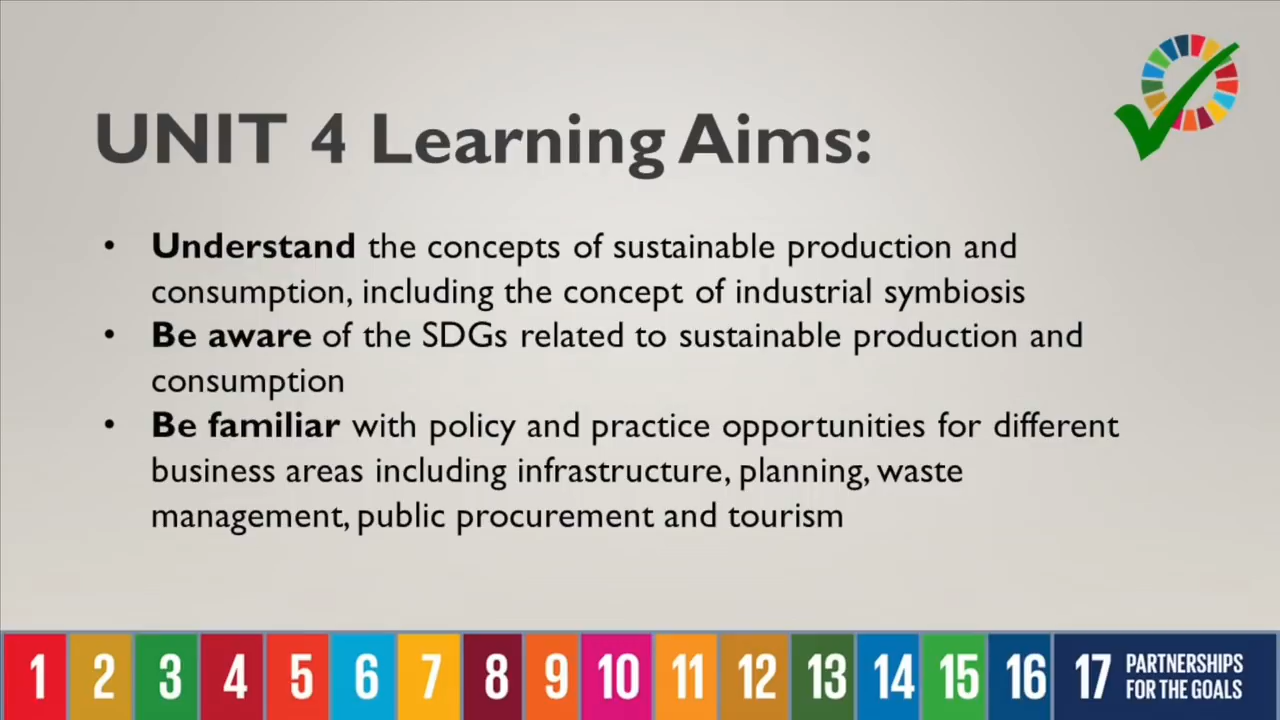 UNIT 4 Learning Aims:
• Understand the concepts of sustainable production and
consumption, including the concept of industrial symbiosis
• Be aware of the SDGs related to sustainable production and
consumption
• Be familiar with policy and practice opportunities for different
business areas including infrastructure, planning, waste
management, public procurement and tourism
1 2 3 4 5 6 7 8 9 10 11 12 13 14 15 16 17 PARTNERSHIPS
FOR THE GOALS